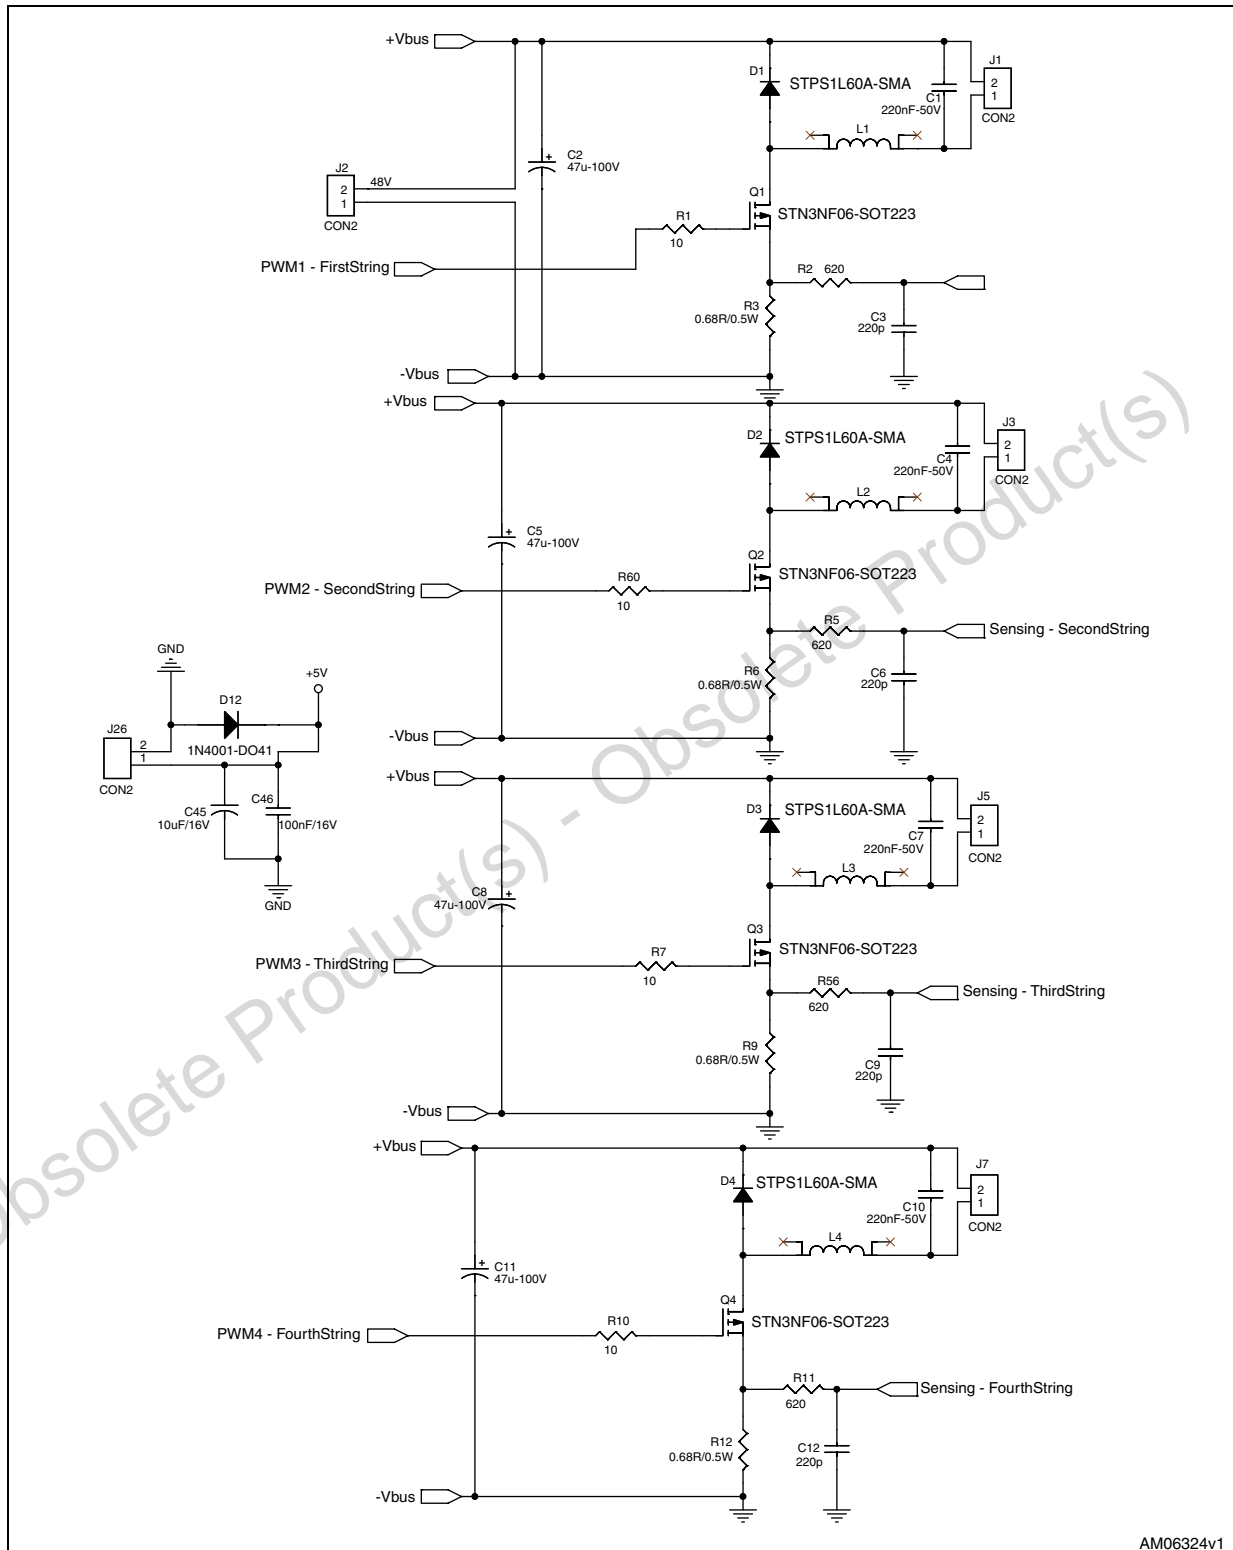 +Vbus
D1
STPS1L60A-SMA
C1
220nF-50V
J1
2
1
CON2
L1
C2
47u-100V
J2
48V
2
1
CON2
Q1
STN3NF06-SOT223
R1
10
PWM1 - FirstString
R2 620
R3
0.68R/0.5W
C3
220p
-Vbus
+Vbus
D2
STPS1L60A-SMA
C4
220nF-50V
J3
2
1
CON2
L2
C5
47u-100V
Q2
STN3NF06-SOT223
PWM2 - SecondString
R60
10
R5
620
Sensing - SecondString
R6
0.68R/0.5W
C6
220p
-Vbus
GND
+5V
D12
1N4001-DO41
J26
2
1
CON2
C45
10uF/16V
C46
100nF/16V
GND
+Vbus
D3
STPS1L60A-SMA
C7
220nF-50V
J5
2
1
CON2
L3
C8
47u-100V
Q3
STN3NF06-SOT223
PWM3 - ThirdString
R7
10
R56
620
Sensing - ThirdString
R9
0.68R/0.5W
C9
220p
-Vbus
+Vbus
D4
STPS1L60A-SMA
C10
220nF-50V
J7
2
1
CON2
L4
C11
47u-100V
Q4
STN3NF06-SOT223
PWM4 - FourthString
R10
10
R11
620
Sensing - FourthString
R12
0.68R/0.5W
C12
220p
-Vbus
AM06324v1
Obsolete Product(s) - Obsolete Product(s)